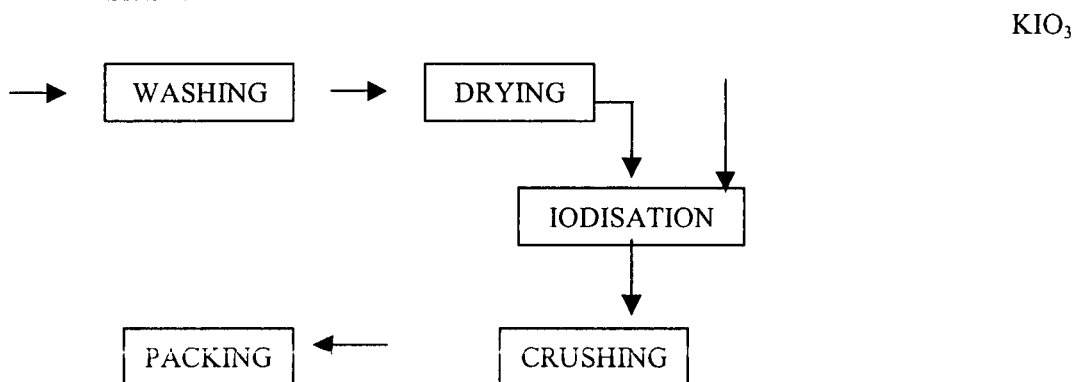 KIO₃
WASHING
DRYING
IODISATION
PACKING
CRUSHING